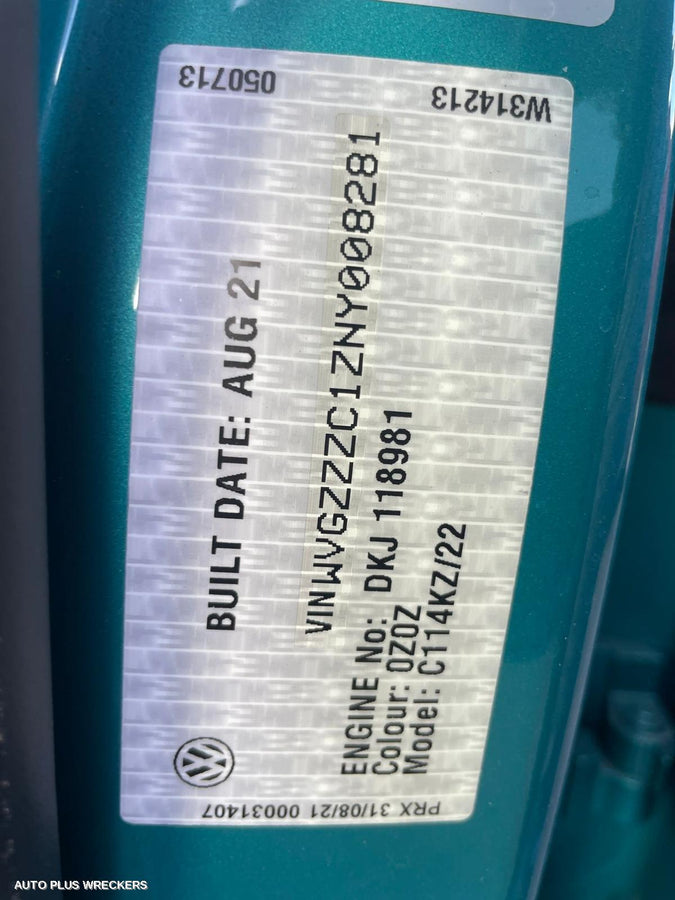 050713
W314213
BUILT DATE: AUG 21
VIN WVGZZZC1ZNY008281
ENGINE No: DKJ 118981
Colour: 0Z0Z
Model: C114KZ/22
PRX 31/08/21 00031407
AUTO PLUS WRECKERS